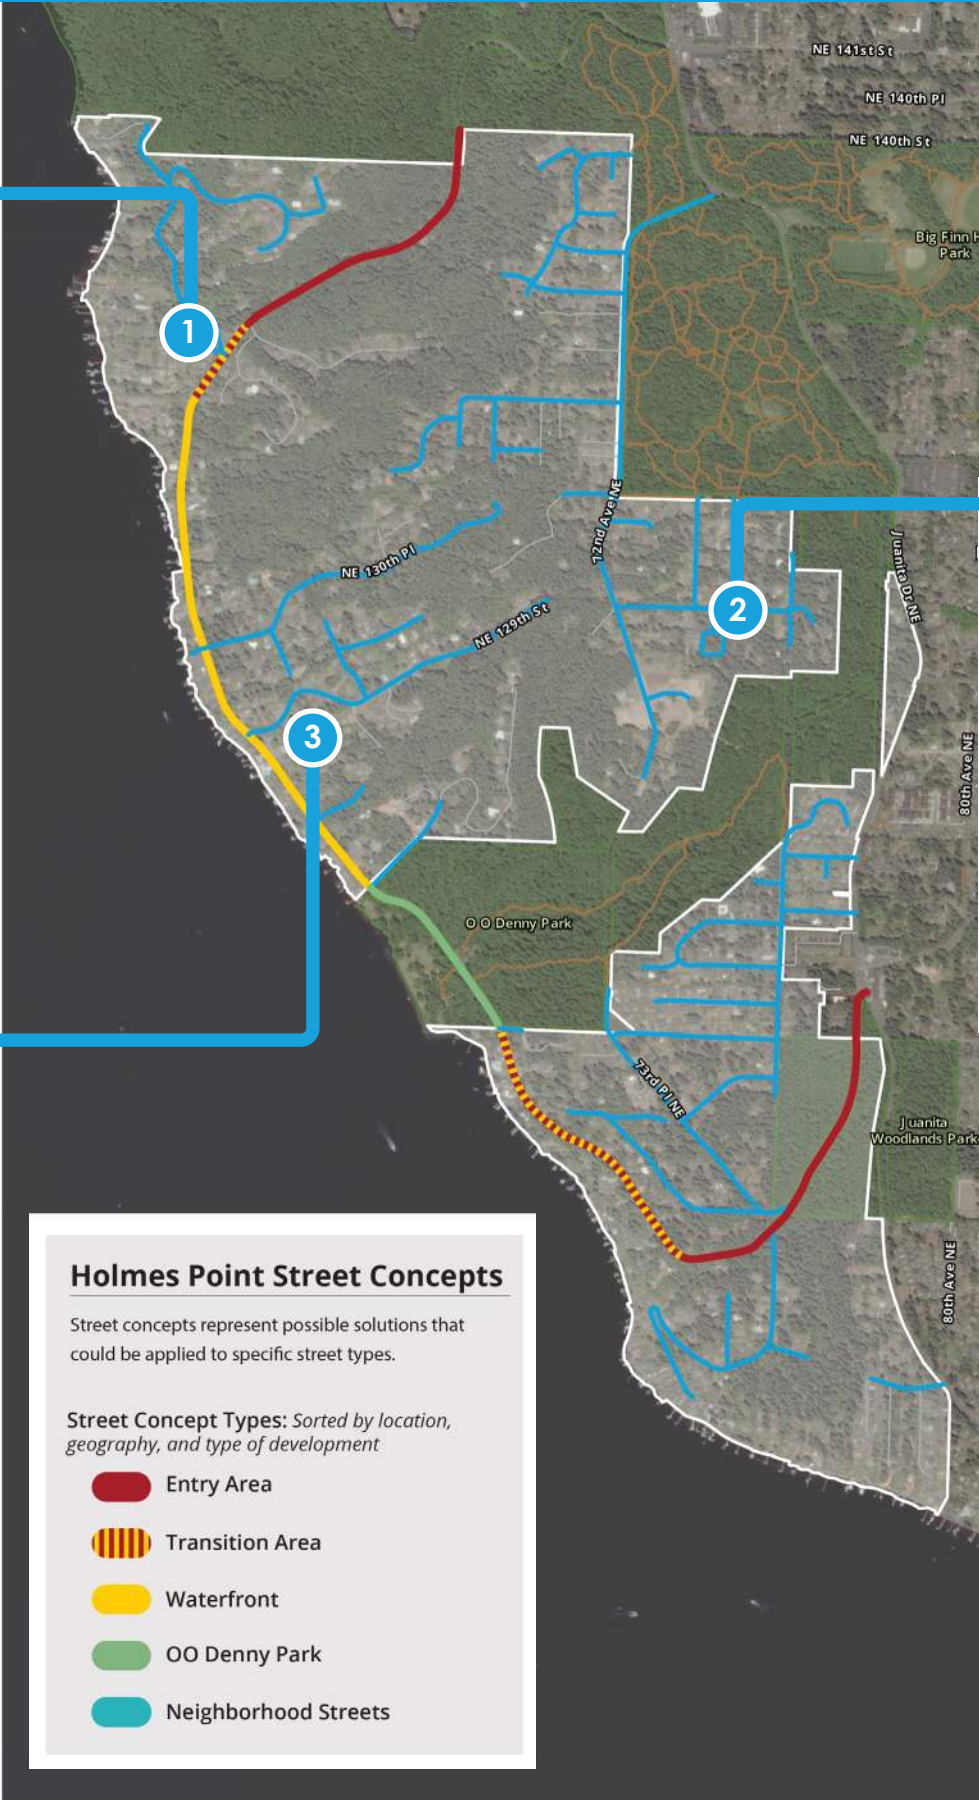 NE 141st St
NE 140th Pl
NE 140th St
Big Finn H
Park
1
72nd Ave NE
Juanita Dr NE
NE 130th Pl
NE 129th St
2
3
80th Ave NE
O O Denny Park
73rd Pl NE
Juanita
Woodlands Park
80th Ave NE
Holmes Point Street Concepts
Street concepts represent possible solutions that
could be applied to specific street types.
Street Concept Types: Sorted by location,
geography, and type of development
Entry Area
Transition Area
Waterfront
OO Denny Park
Neighborhood Streets